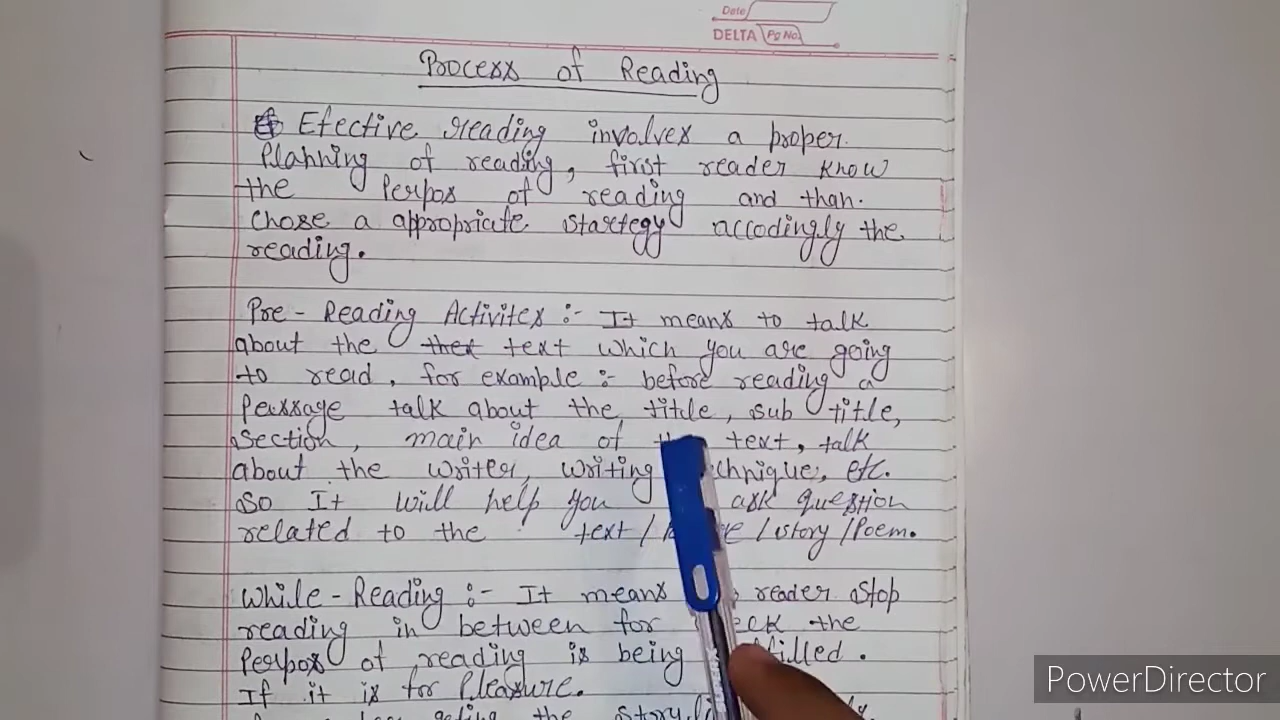 Date
DELTA Pg No.
Process of Reading
Efective reading involves a proper.
Planning of reading, first reader know
the Perpos of reading and than.
Chose a appropriate startegy accodingly the
reading.
Pre - Reading Activites :- It means to talk
about the text which you are going
to read, for example :- before reading a
Passage talk about the title, sub title,
Section, main idea of text, talk
about the writer, writing chnique, etc.
So It will help you ask question
related to the text / / story / Poem.
While - Reading :- It means reader Stop
reading in between for the
Perpos of reading is being filled.
If it is for Pleasure.
the story
PowerDirector